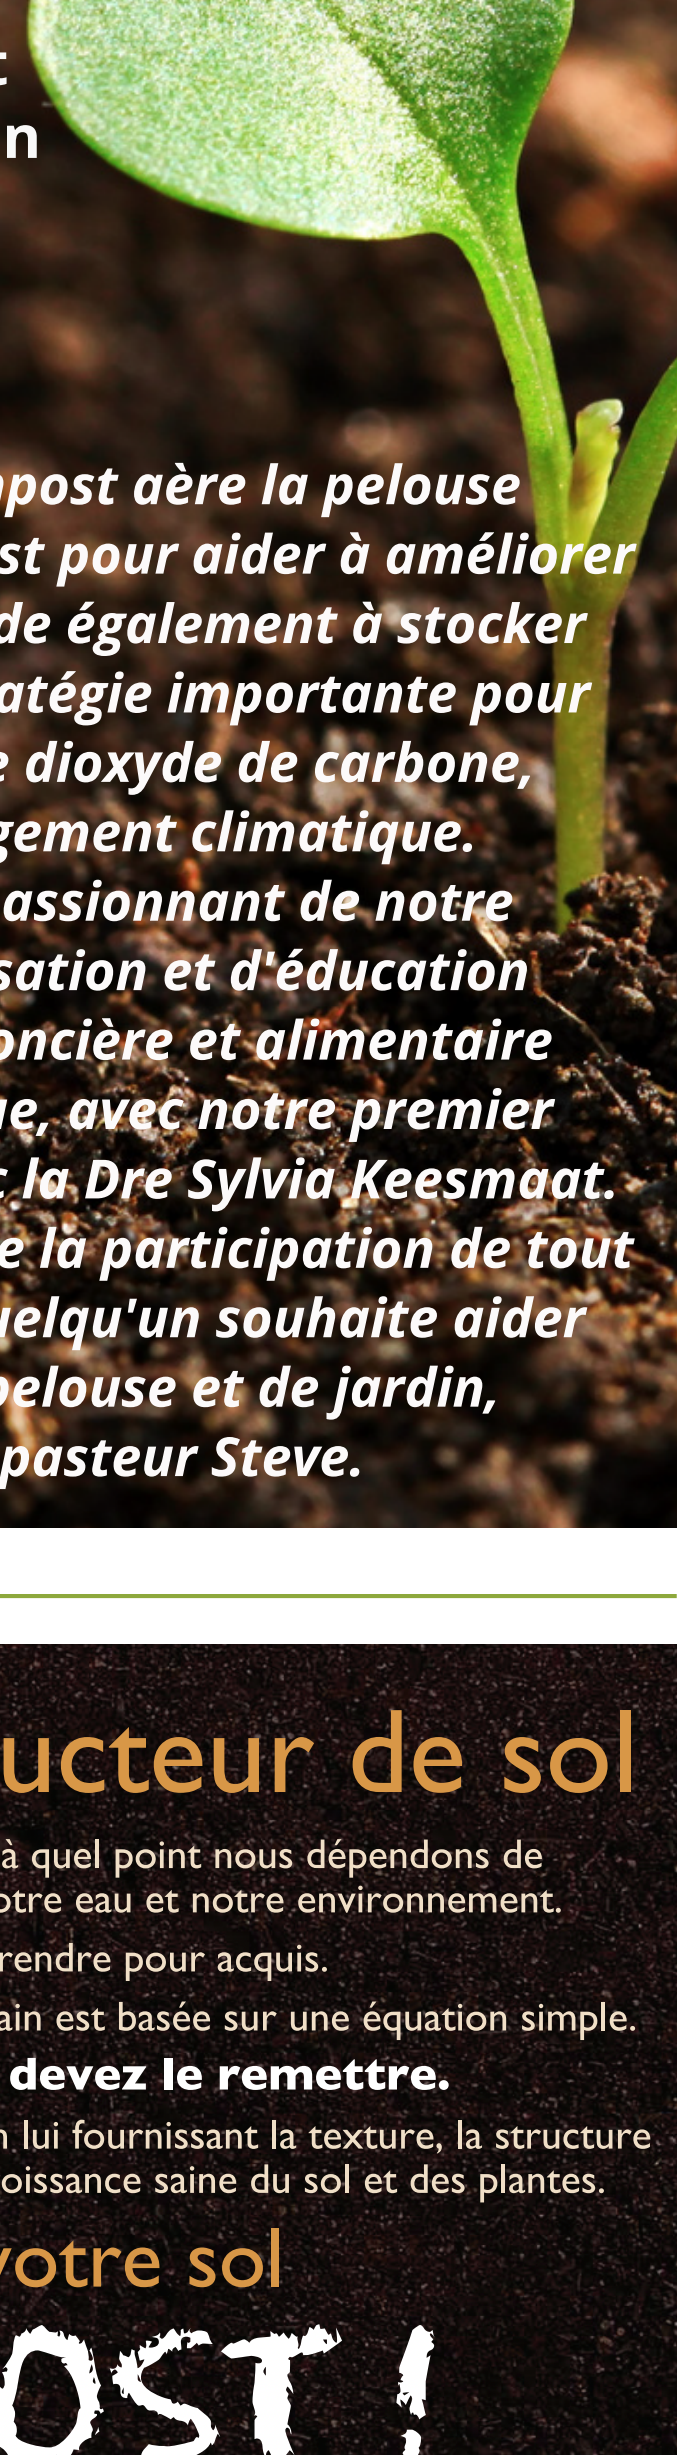 t
n
mpost aère la pelouse
st pour aider à améliorer
de également à stocker
atégie importante pour
e dioxyde de carbone,
gement climatique.
assionnant de notre
sation et d'éducation
oncière et alimentaire
ue, avec notre premier
c la Dre Sylvia Keesmaat.
e la participation de tout
uelqu'un souhaite aider
pelouse et de jardin,
pasteur Steve.
ucteur de sol
à quel point nous dépendons de
otre eau et notre environnement.
rendre pour acquis.
ain est basée sur une équation simple.
devez le remettre.
n lui fournissant la texture, la structure
oissance saine du sol et des plantes.
votre sol
OST !